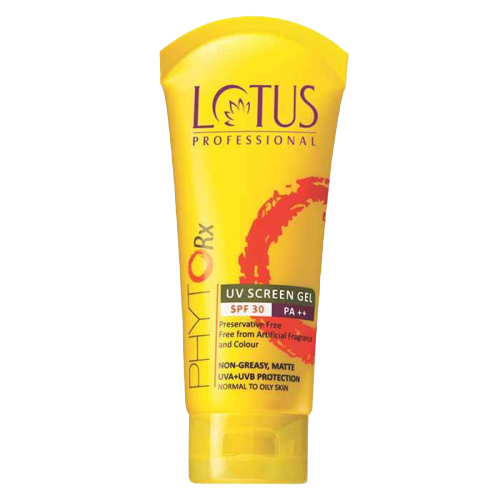 LOTUS
PROFESSIONAL
PHYTORx
UV SCREEN GEL
SPF 30 PA ++
Preservative Free
Free from Artificial Fragrance
and Colour
NON-GREASY, MATTE
UVA+UVB PROTECTION
NORMAL TO OILY SKIN